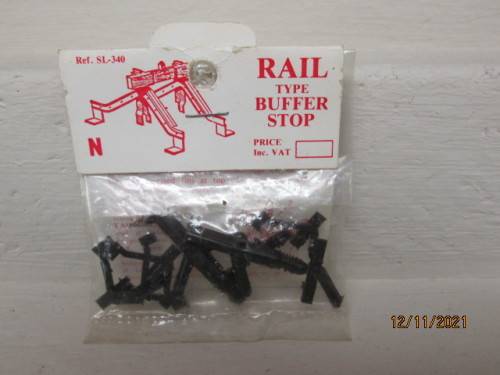 Ref. SL-340
RAIL
TYPE
BUFFER
STOP
N
PRICE
Inc. VAT
12/11/2021